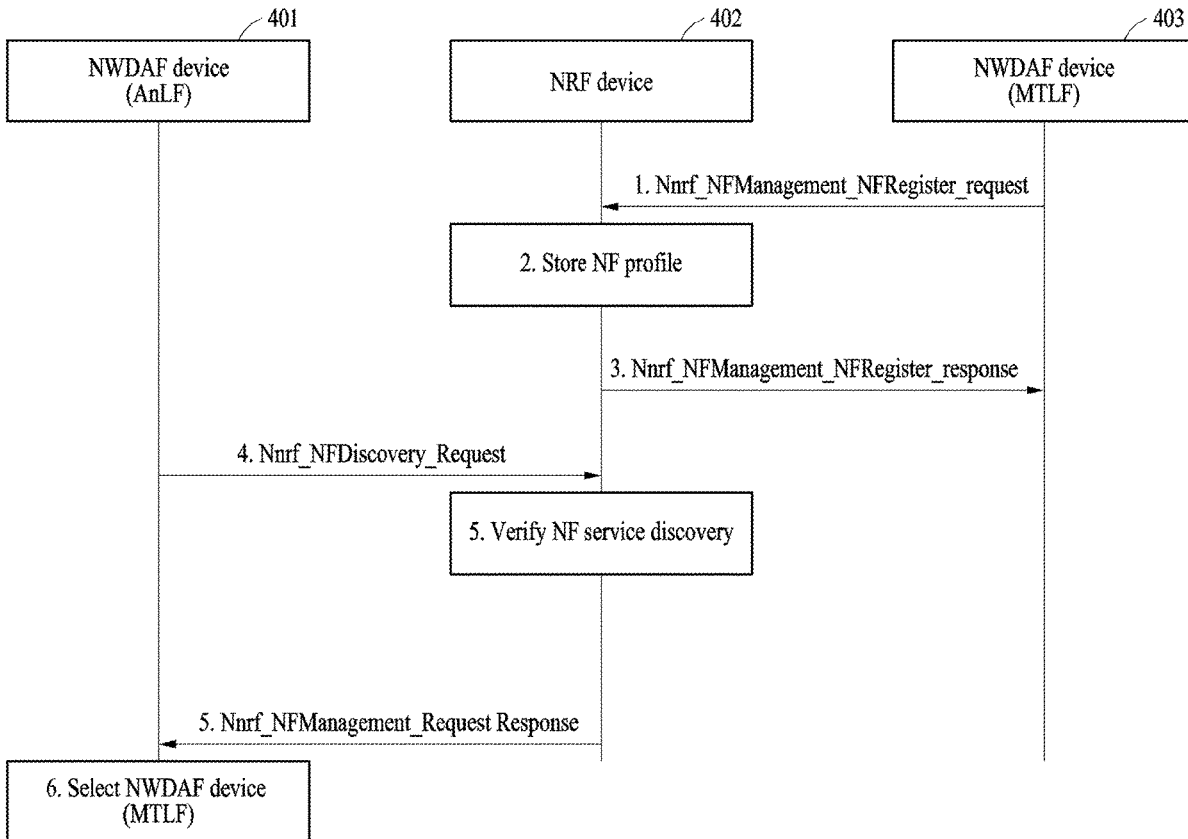 401
402
403
NWDAF device
(AnLF)
NRF device
NWDAF device
(MTLF)
1. Nnrf_NFManagement_NFRegister_request
2. Store NF profile
3. Nnrf_NFManagement_NFRegister_response
4. Nnrf_NFDiscovery_Request
5. Verify NF service discovery
5. Nnrf_NFManagement_Request Response
6. Select NWDAF device
(MTLF)